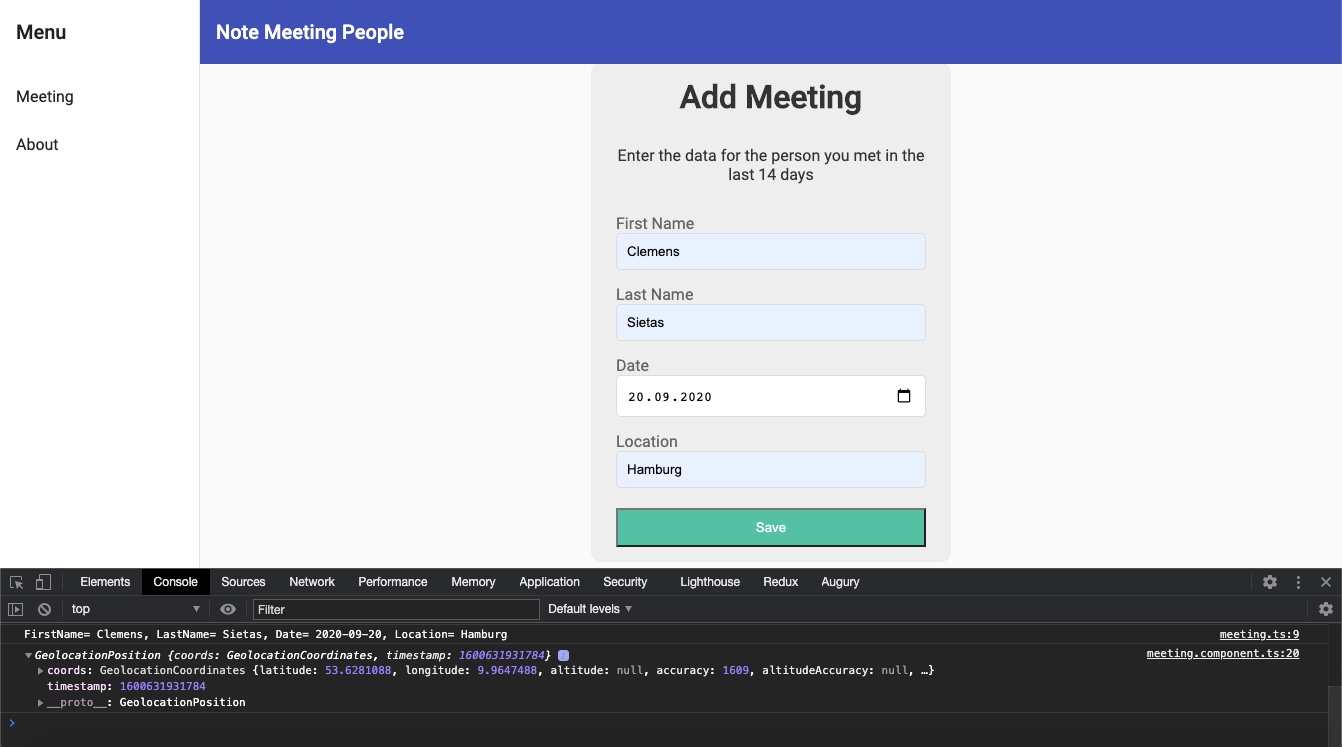 Menu
Note Meeting People
Meeting
About
Add Meeting
Enter the data for the person you met in the
last 14 days
First Name
Clemens
Last Name
Sietas
Date
20.09.2020
Location
Hamburg
Save
Elements Console Sources Network Performance Memory Application Security Lighthouse Redux Augury
top Filter Default levels
FirstName= Clemens, LastName= Sietas, Date= 2020-09-20, Location= Hamburg meeting.ts:9
GeolocationPosition {coords: GeolocationCoordinates, timestamp: 1600631931784} i meeting.component.ts:20
coords: GeolocationCoordinates {latitude: 53.6281088, longitude: 9.9647488, altitude: null, accuracy: 1609, altitudeAccuracy: null, …}
timestamp: 1600631931784
__proto__: GeolocationPosition